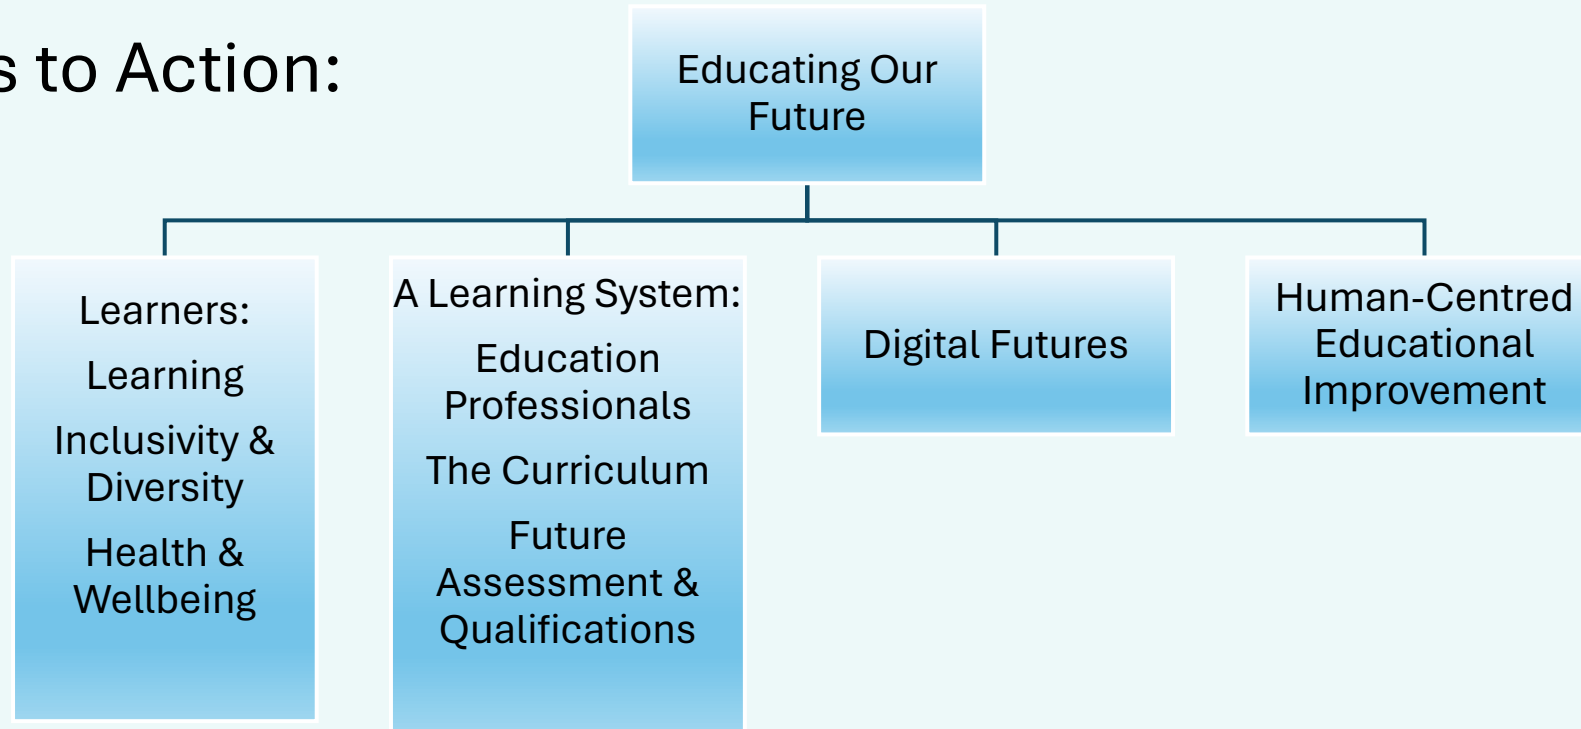 s to Action:
Educating Our
Future
Learners:
Learning
Inclusivity &
Diversity
Health &
Wellbeing
A Learning System:
Education
Professionals
The Curriculum
Future
Assessment &
Qualifications
Digital Futures
Human-Centred
Educational
Improvement